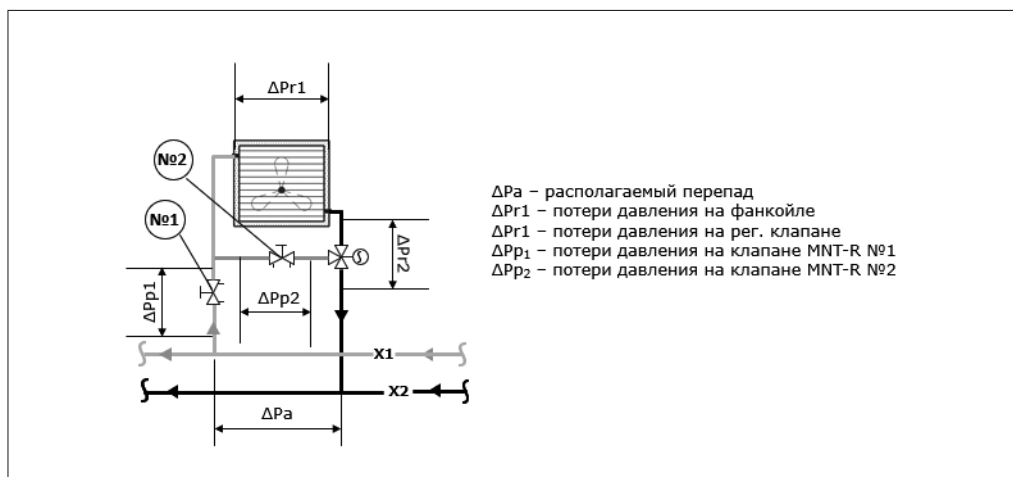 ΔPr1
№2
№1
ΔPr2
ΔPp1
ΔPp2
X1
X2
ΔPa
ΔPa – располагаемый перепад
ΔPr1 – потери давления на фанкойле
ΔPr1 – потери давления на рег. клапане
ΔPp₁ – потери давления на клапане MNT-R №1
ΔPp₂ – потери давления на клапане MNT-R №2